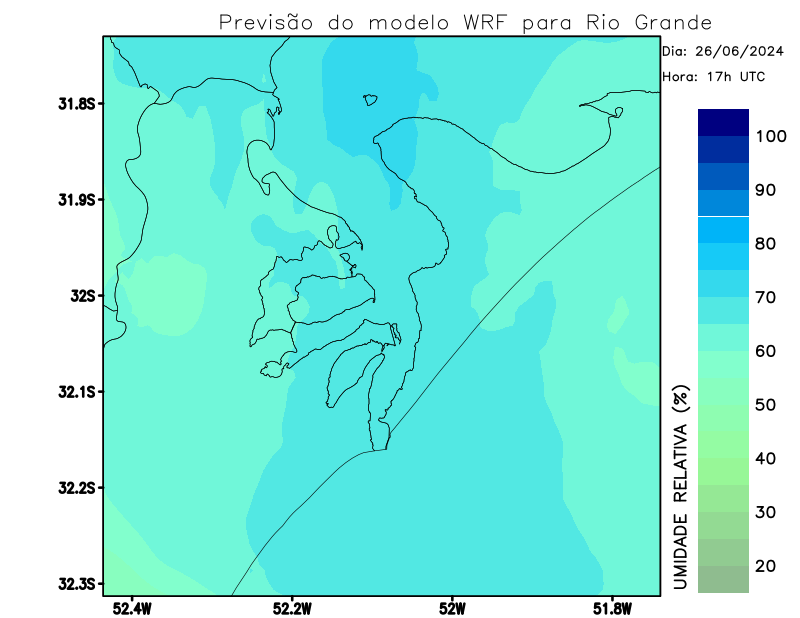 Previsão do modelo WRF para Rio Grande
Dia: 26/06/2024
Hora: 17h UTC
31.8S
31.9S
32S
32.1S
32.2S
32.3S
52.4W
52.2W
52W
51.8W
UMIDADE RELATIVA (%)
100
90
80
70
60
50
40
30
20